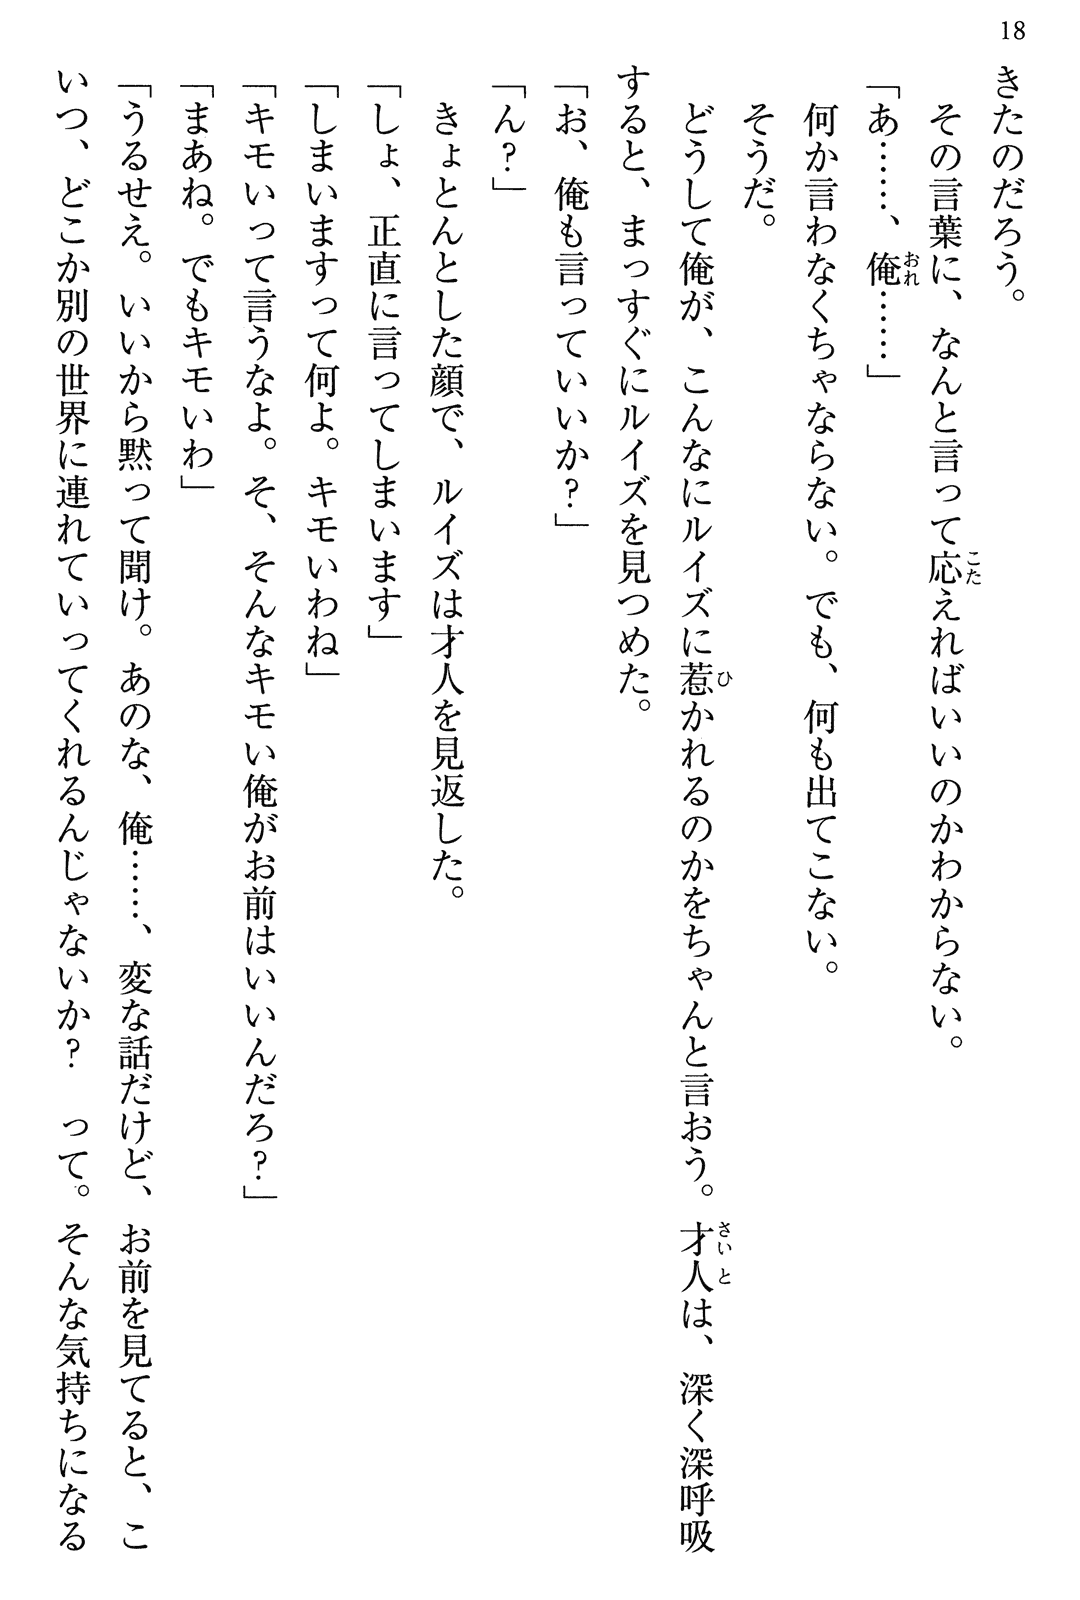 18
きたのだろう。
その言葉に、なんと言って応えればいいのかわからない。
「あ……、俺……」
何か言わなくちゃならない。でも、何も出てこない。
そうだ。
どうして俺が、こんなにルイズに惹かれるのかをちゃんと言おう。才人は、深く深呼吸
すると、まっすぐにルイズを見つめた。
「お、俺も言っていいか?」
「ん?」
きょとんとした顔で、ルイズは才人を見返した。
「しょ、正直に言ってしまいます」
「しまいますって何よ。キモいわね」
「キモいって言うなよ。そ、そんなキモい俺がお前はいいんだろ?」
「まあね。でもキモいわ」
「うるせえ。いいから黙って聞け。あのな、俺……、変な話だけど、お前を見てると、こ
いつ、どこか別の世界に連れていってくれるんじゃないか? って。そんな気持ちになる